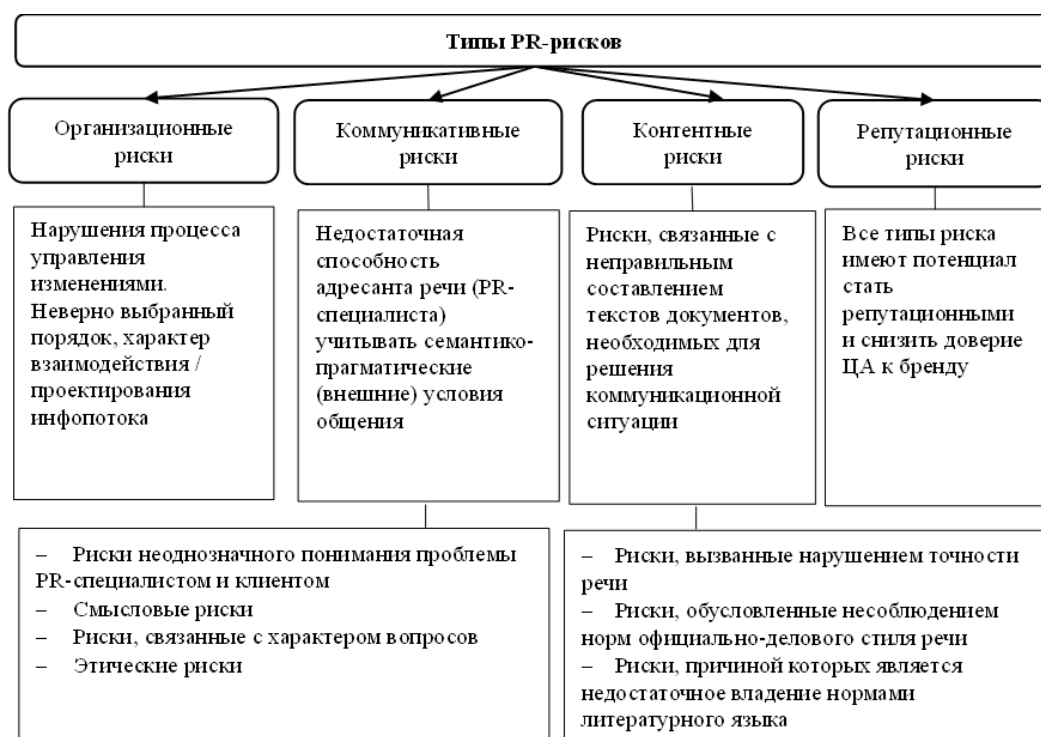 Типы PR-рисков
Организационные
риски
Коммуникативные
риски
Контентные
риски
Репутационные
риски
Нарушения процесса
управления
изменениями.
Неверно выбранный
порядок, характер
взаимодействия /
проектирования
инфопотока
Недостаточная
способность
адресанта речи (PR-
специалиста)
учитывать семантико-
прагматические
(внешние) условия
общения
Риски, связанные с
неправильным
составлением
текстов документов,
необходимых для
решения
коммуникационной
ситуации
Все типы риска
имеют потенциал
стать
репутационными
и снизить доверие
ЦА к бренду
– Риски неоднозначного понимания проблемы
PR-специалистом и клиентом
– Смысловые риски
– Риски, связанные с характером вопросов
– Этические риски
– Риски, вызванные нарушением точности
речи
– Риски, обусловленные несоблюдением
норм официально-делового стиля речи
– Риски, причиной которых является
недостаточное владение нормами
литературного языка